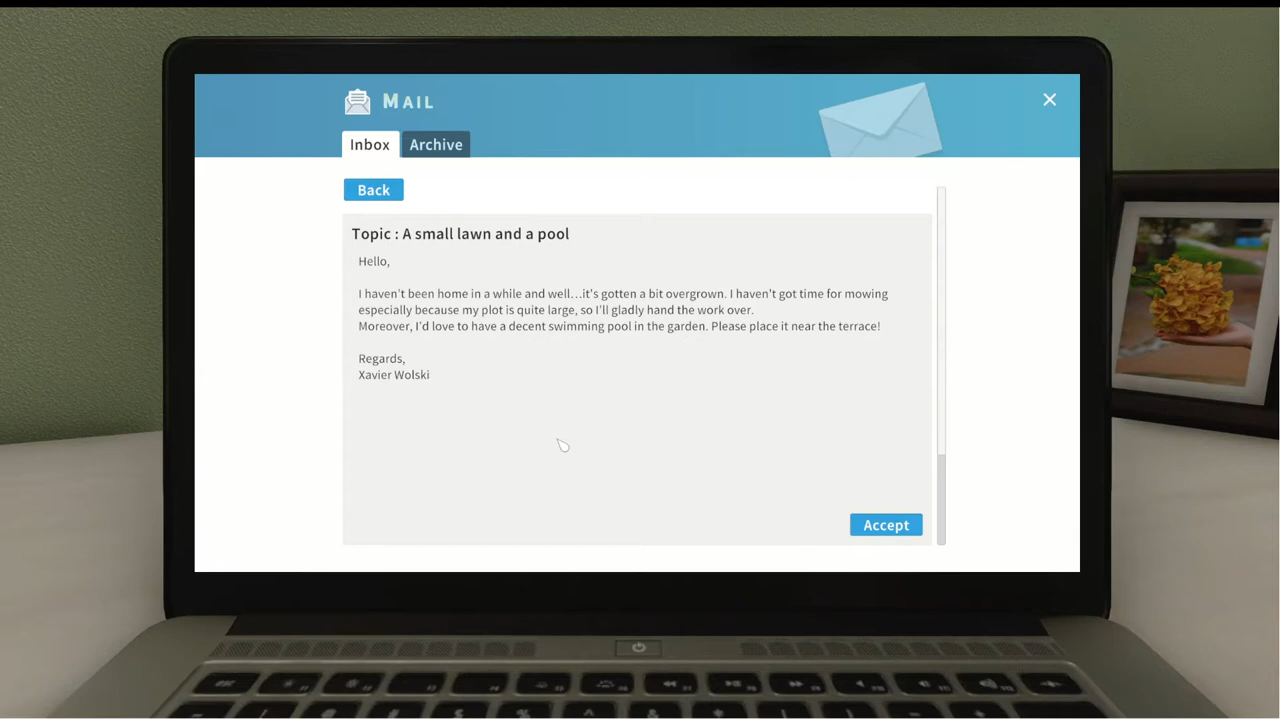 MAIL
Inbox
Archive
Back
Topic : A small lawn and a pool
Hello,
I haven't been home in a while and well...it's gotten a bit overgrown. I haven't got time for mowing
especially because my plot is quite large, so I'll gladly hand the work over.
Moreover, I'd love to have a decent swimming pool in the garden. Please place it near the terrace!
Regards,
Xavier Wolski
Accept